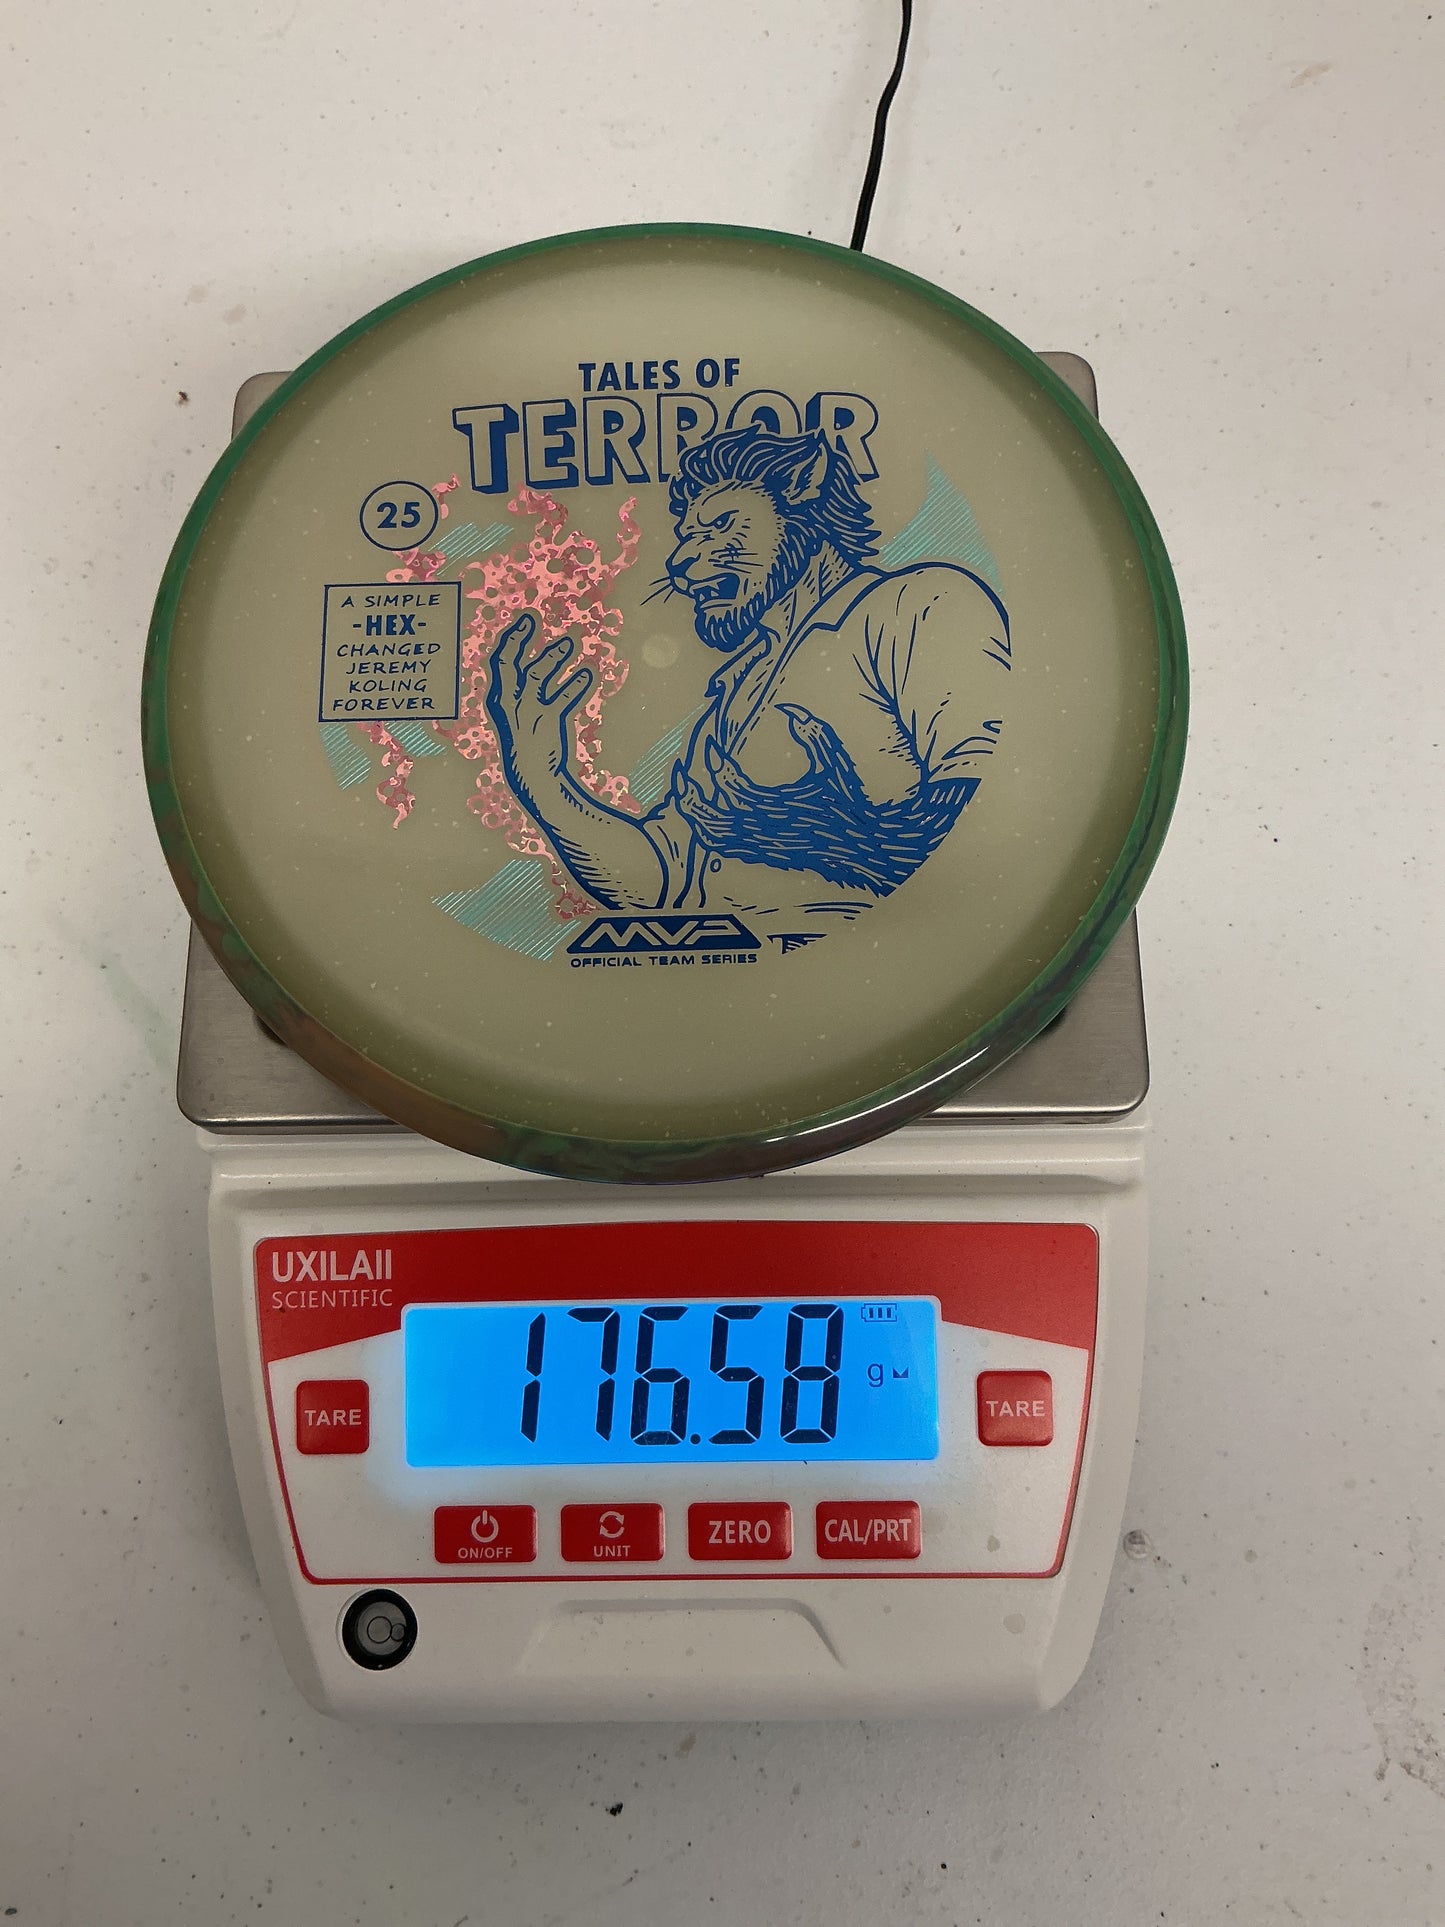 TALES OF
TERROR
25
A SIMPLE
-HEX-
CHANGED
JEREMY
KOLING
FOREVER
MVP
OFFICIAL TEAM SERIES
UXILAII
SCIENTIFIC
176.58 g
TARE
TARE
ON/OFF
UNIT
ZERO
CAL/PRT